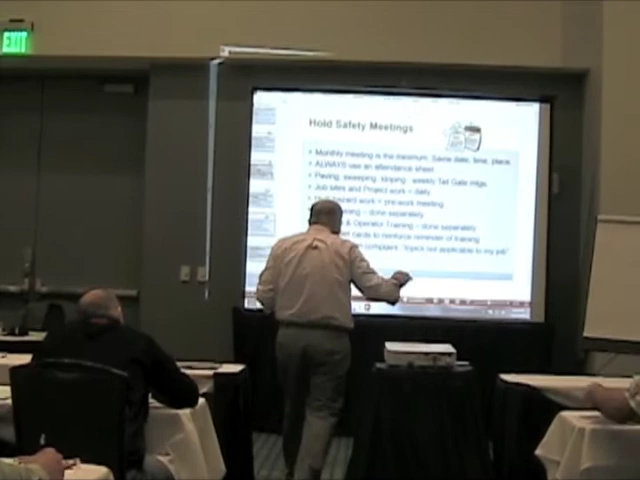 EXIT
Hold Safety Meetings
Monthly meeting is the minimum. Same date, time, place.
ALWAYS use an attendance sheet
Paving, sweeping, striping - weekly Tail Gate mtgs.
Job sites and Project work = daily
work = pre-work meeting
– done separately
& Operator Training – done separately
cards to reinforce reminder of training
"topics not applicable to my job"